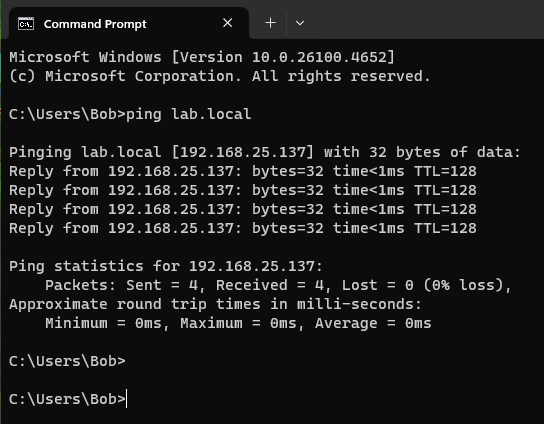 Command Prompt
Microsoft Windows [Version 10.0.26100.4652]
(c) Microsoft Corporation. All rights reserved.
C:\Users\Bob>ping lab.local
Pinging lab.local [192.168.25.137] with 32 bytes of data:
Reply from 192.168.25.137: bytes=32 time<1ms TTL=128
Reply from 192.168.25.137: bytes=32 time<1ms TTL=128
Reply from 192.168.25.137: bytes=32 time<1ms TTL=128
Reply from 192.168.25.137: bytes=32 time<1ms TTL=128
Ping statistics for 192.168.25.137:
    Packets: Sent = 4, Received = 4, Lost = 0 (0% loss),
Approximate round trip times in milli-seconds:
    Minimum = 0ms, Maximum = 0ms, Average = 0ms
C:\Users\Bob>
C:\Users\Bob>